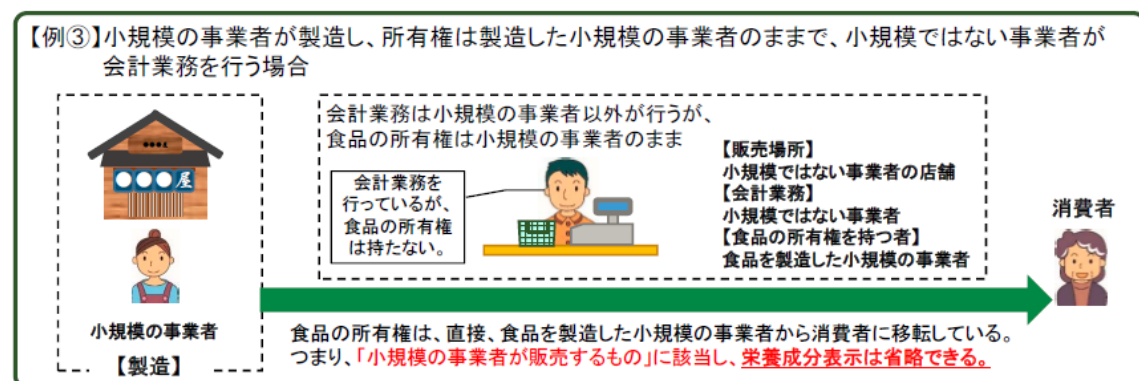 【例③】小規模の事業者が製造し、所有権は製造した小規模の事業者のままで、小規模ではない事業者が
会計業務を行う場合
会計業務は小規模の事業者以外が行うが、
食品の所有権は小規模の事業者のまま
会計業務を
行っているが、
食品の所有権
は持たない。
【販売場所】
小規模ではない事業者の店舗
【会計業務】
小規模ではない事業者
【食品の所有権を持つ者】
食品を製造した小規模の事業者
消費者
屋
小規模の事業者
【製造】
食品の所有権は、直接、食品を製造した小規模の事業者から消費者に移転している。
つまり、「小規模の事業者が販売するもの」に該当し、栄養成分表示は省略できる。